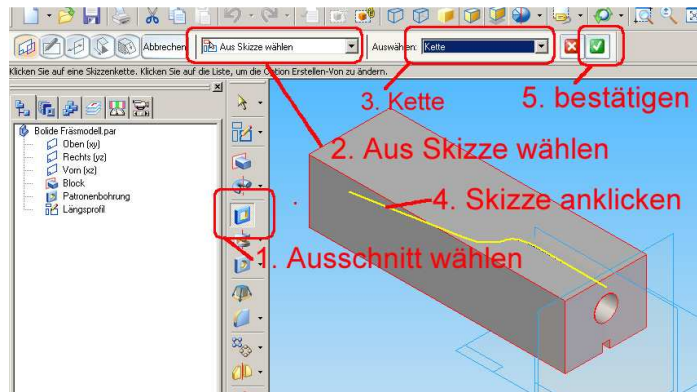 Abbrechen
Aus Skizze wählen
Auswählen:
Kette
Klicken Sie auf eine Skizzenkette. Klicken Sie auf die Liste, um die Option Erstellen-Von zu ändern.
3. Kette
5. bestätigen
2. Aus Skizze wählen
4. Skizze anklicken
1. Ausschnitt wählen
Bolide Fräsmodell.par
Oben (xy)
Rechts (yz)
Vorn (xz)
Block
Patronenbohrung
Längsprofil